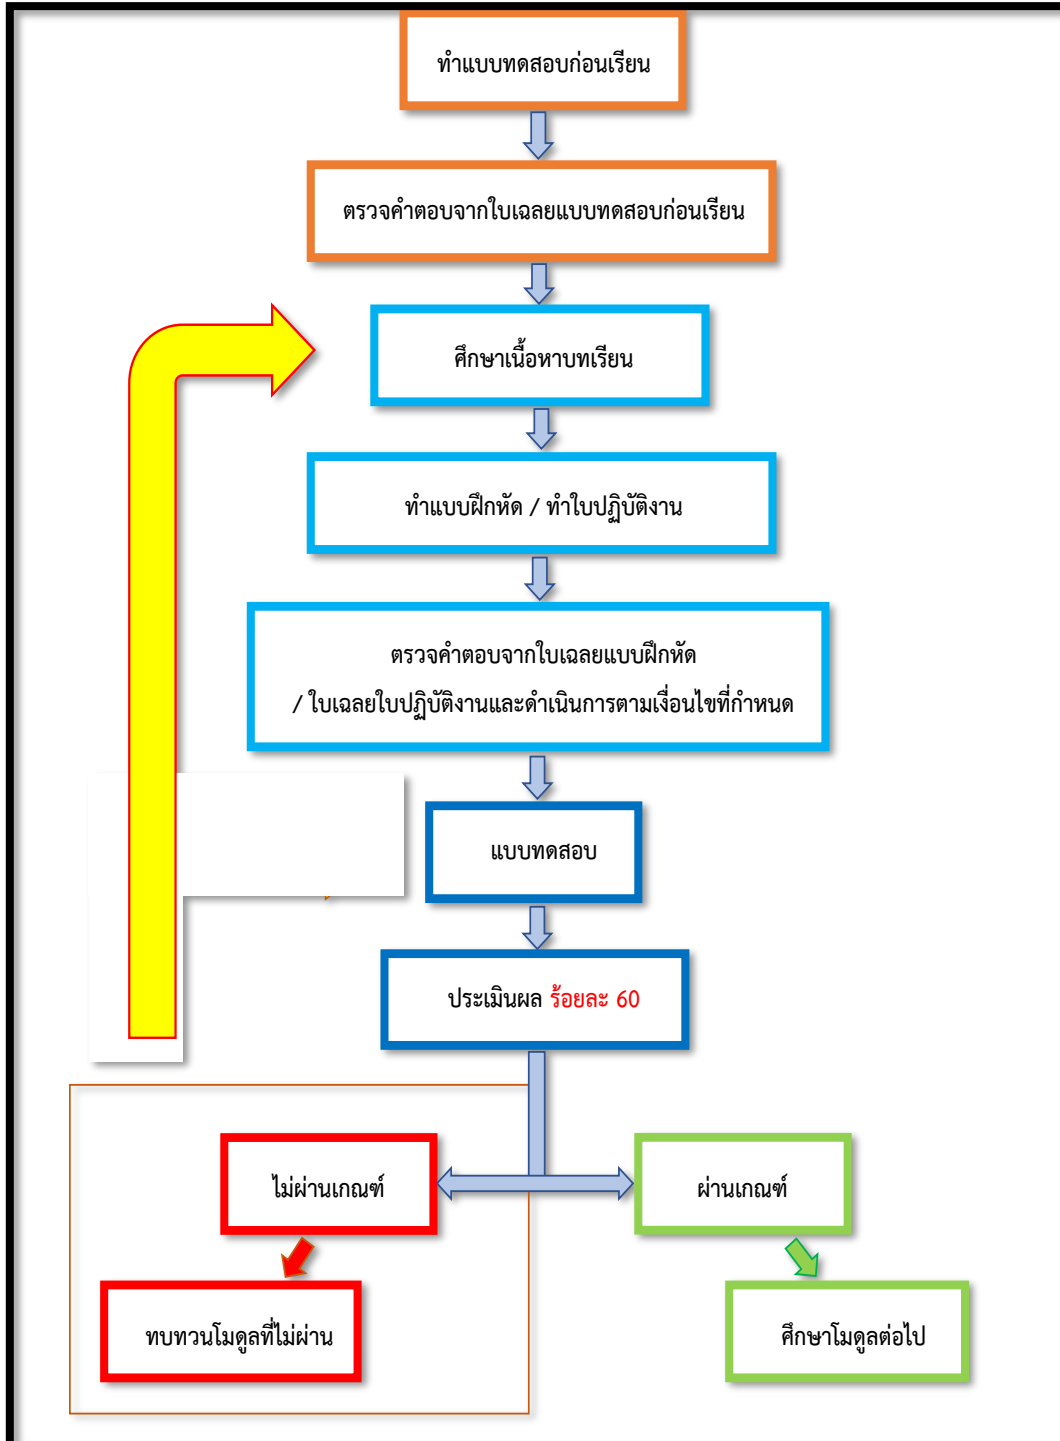 ทำแบบทดสอบก่อนเรียน
ตรวจคำตอบจากใบเฉลยแบบทดสอบก่อนเรียน
ศึกษาเนื้อหาบทเรียน
ทำแบบฝึกหัด / ทำใบปฏิบัติงาน
ตรวจคำตอบจากใบเฉลยแบบฝึกหัด
/ ใบเฉลยใบปฏิบัติงานและดำเนินการตามเงื่อนไขที่กำหนด
แบบทดสอบ
ประเมินผล ร้อยละ 60
ไม่ผ่านเกณฑ์
ผ่านเกณฑ์
ทบทวนโมดูลที่ไม่ผ่าน
ศึกษาโมดูลต่อไป